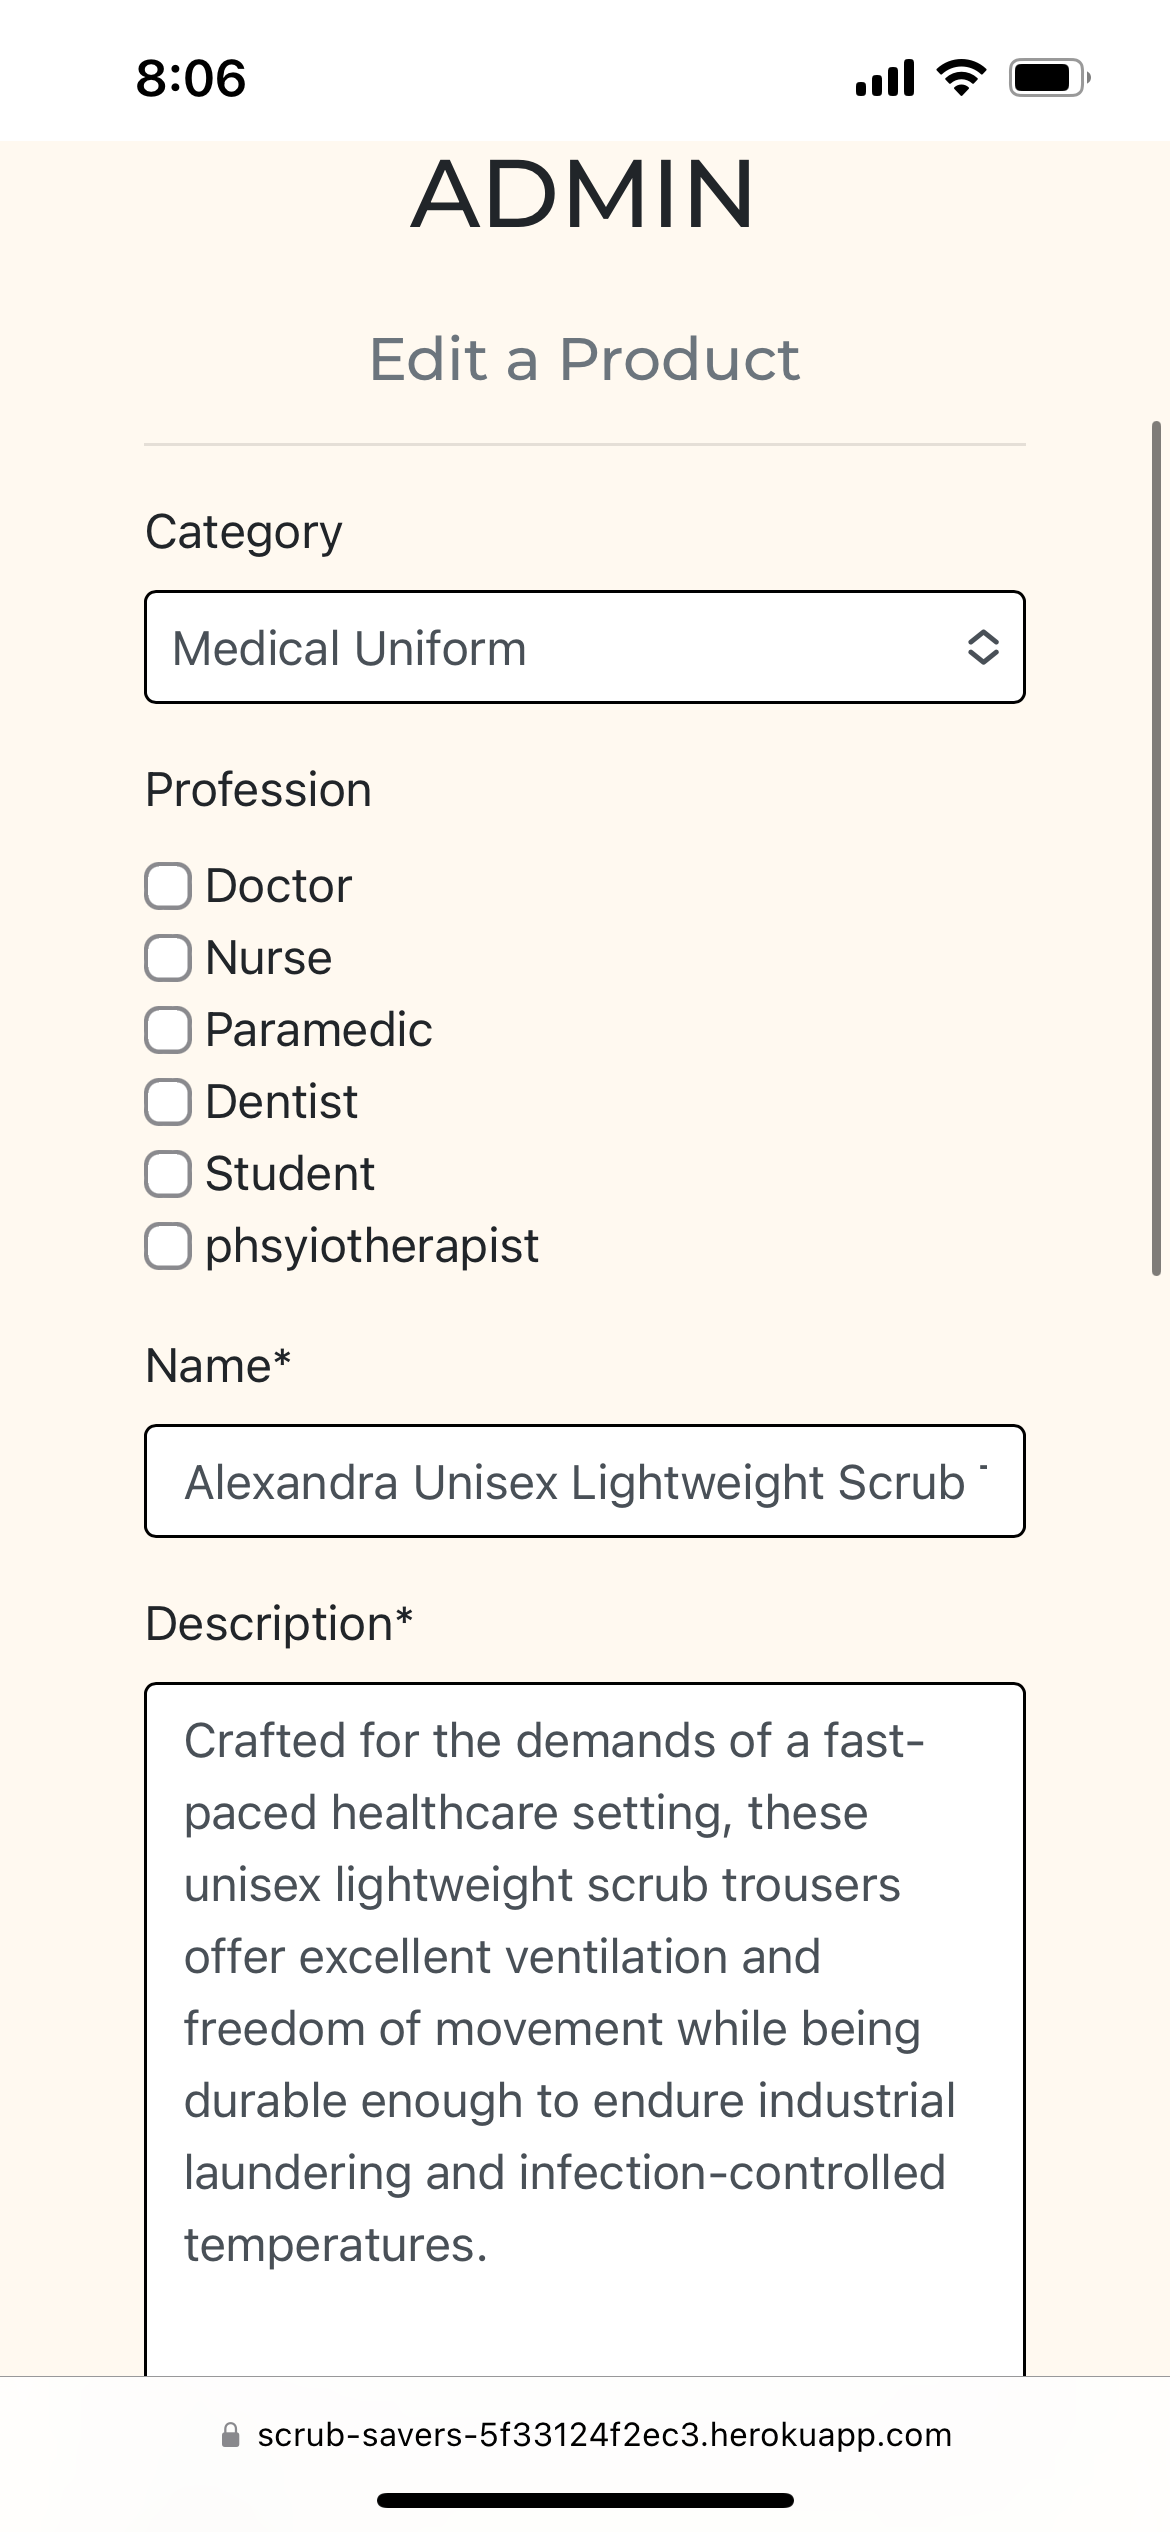 8:06
ADMIN
Edit a Product
Category
Medical Uniform
Profession
Doctor
Nurse
Paramedic
Dentist
Student
phsyiotherapist
Name*
Alexandra Unisex Lightweight Scrub
Description*
Crafted for the demands of a fast-
paced healthcare setting, these
unisex lightweight scrub trousers
offer excellent ventilation and
freedom of movement while being
durable enough to endure industrial
laundering and infection-controlled
temperatures.
scrub-savers-5f33124f2ec3.herokuapp.com